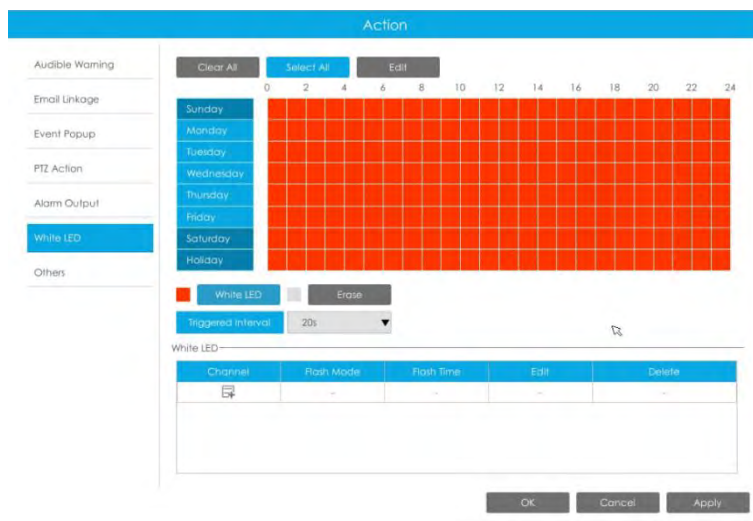 Action
Audible Warning
Email Linkage
Event Popup
PTZ Action
Alarm Output
White LED
Others
Clear All Select All Edit
0 2 4 6 8 10 12 14 16 18 20 22 24
Sunday
Monday
Tuesday
Wednesday
Thursday
Friday
Saturday
Holiday
White LED Erase
Triggered Interval 20s
White LED
Channel Flash Mode Flash Time Edit Delete
- - - -
OK Cancel Apply